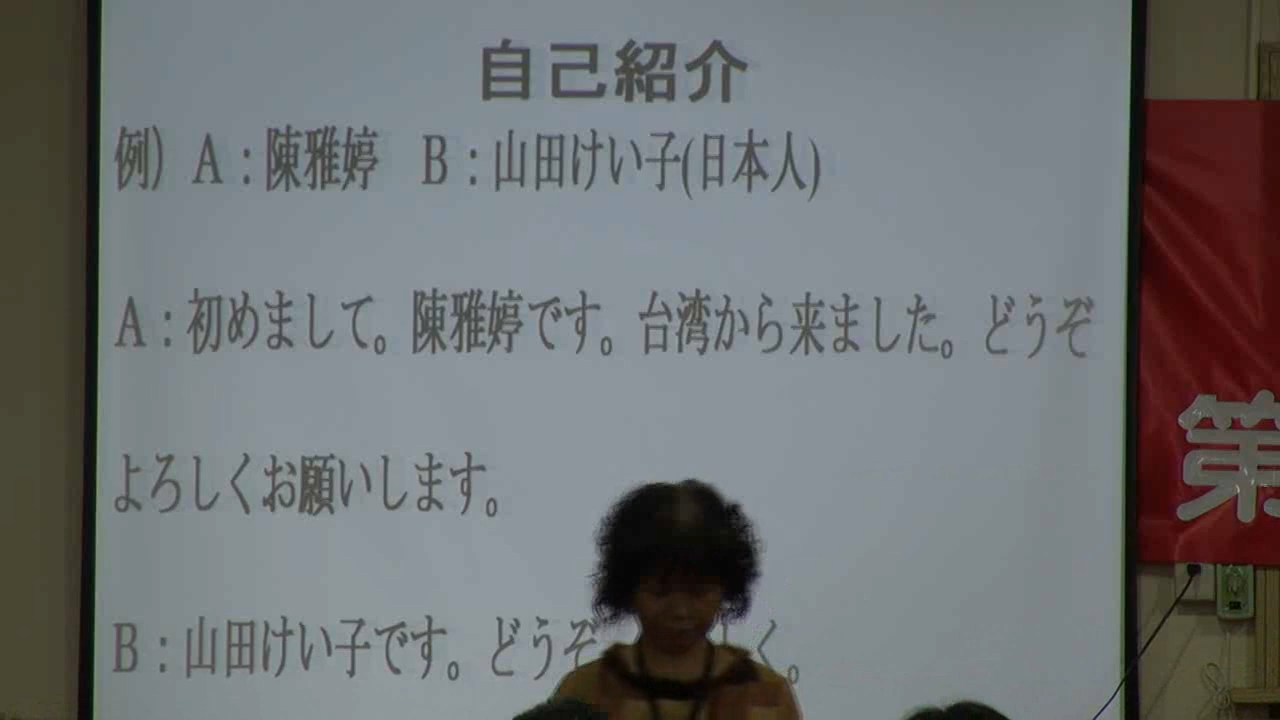 自己紹介
例）Ａ：陳雅婷　Ｂ：山田けい子(日本人)
Ａ：初めまして。陳雅婷です。台湾から来ました。どうぞ
よろしくお願いします。
Ｂ：山田けい子です。どうぞ く。
第